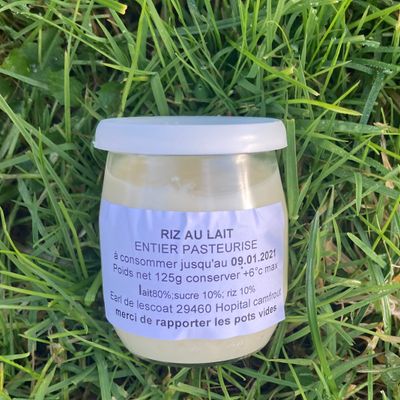 RIZ AU LAIT
ENTIER PASTEURISE
à consommer jusqu'au 09.01.2021
Poids net 125g conserver +6°c max
lait80%;sucre 10%; riz 10%
Earl de lescoat 29460 Hopital camfrout
merci de rapporter les pots vides